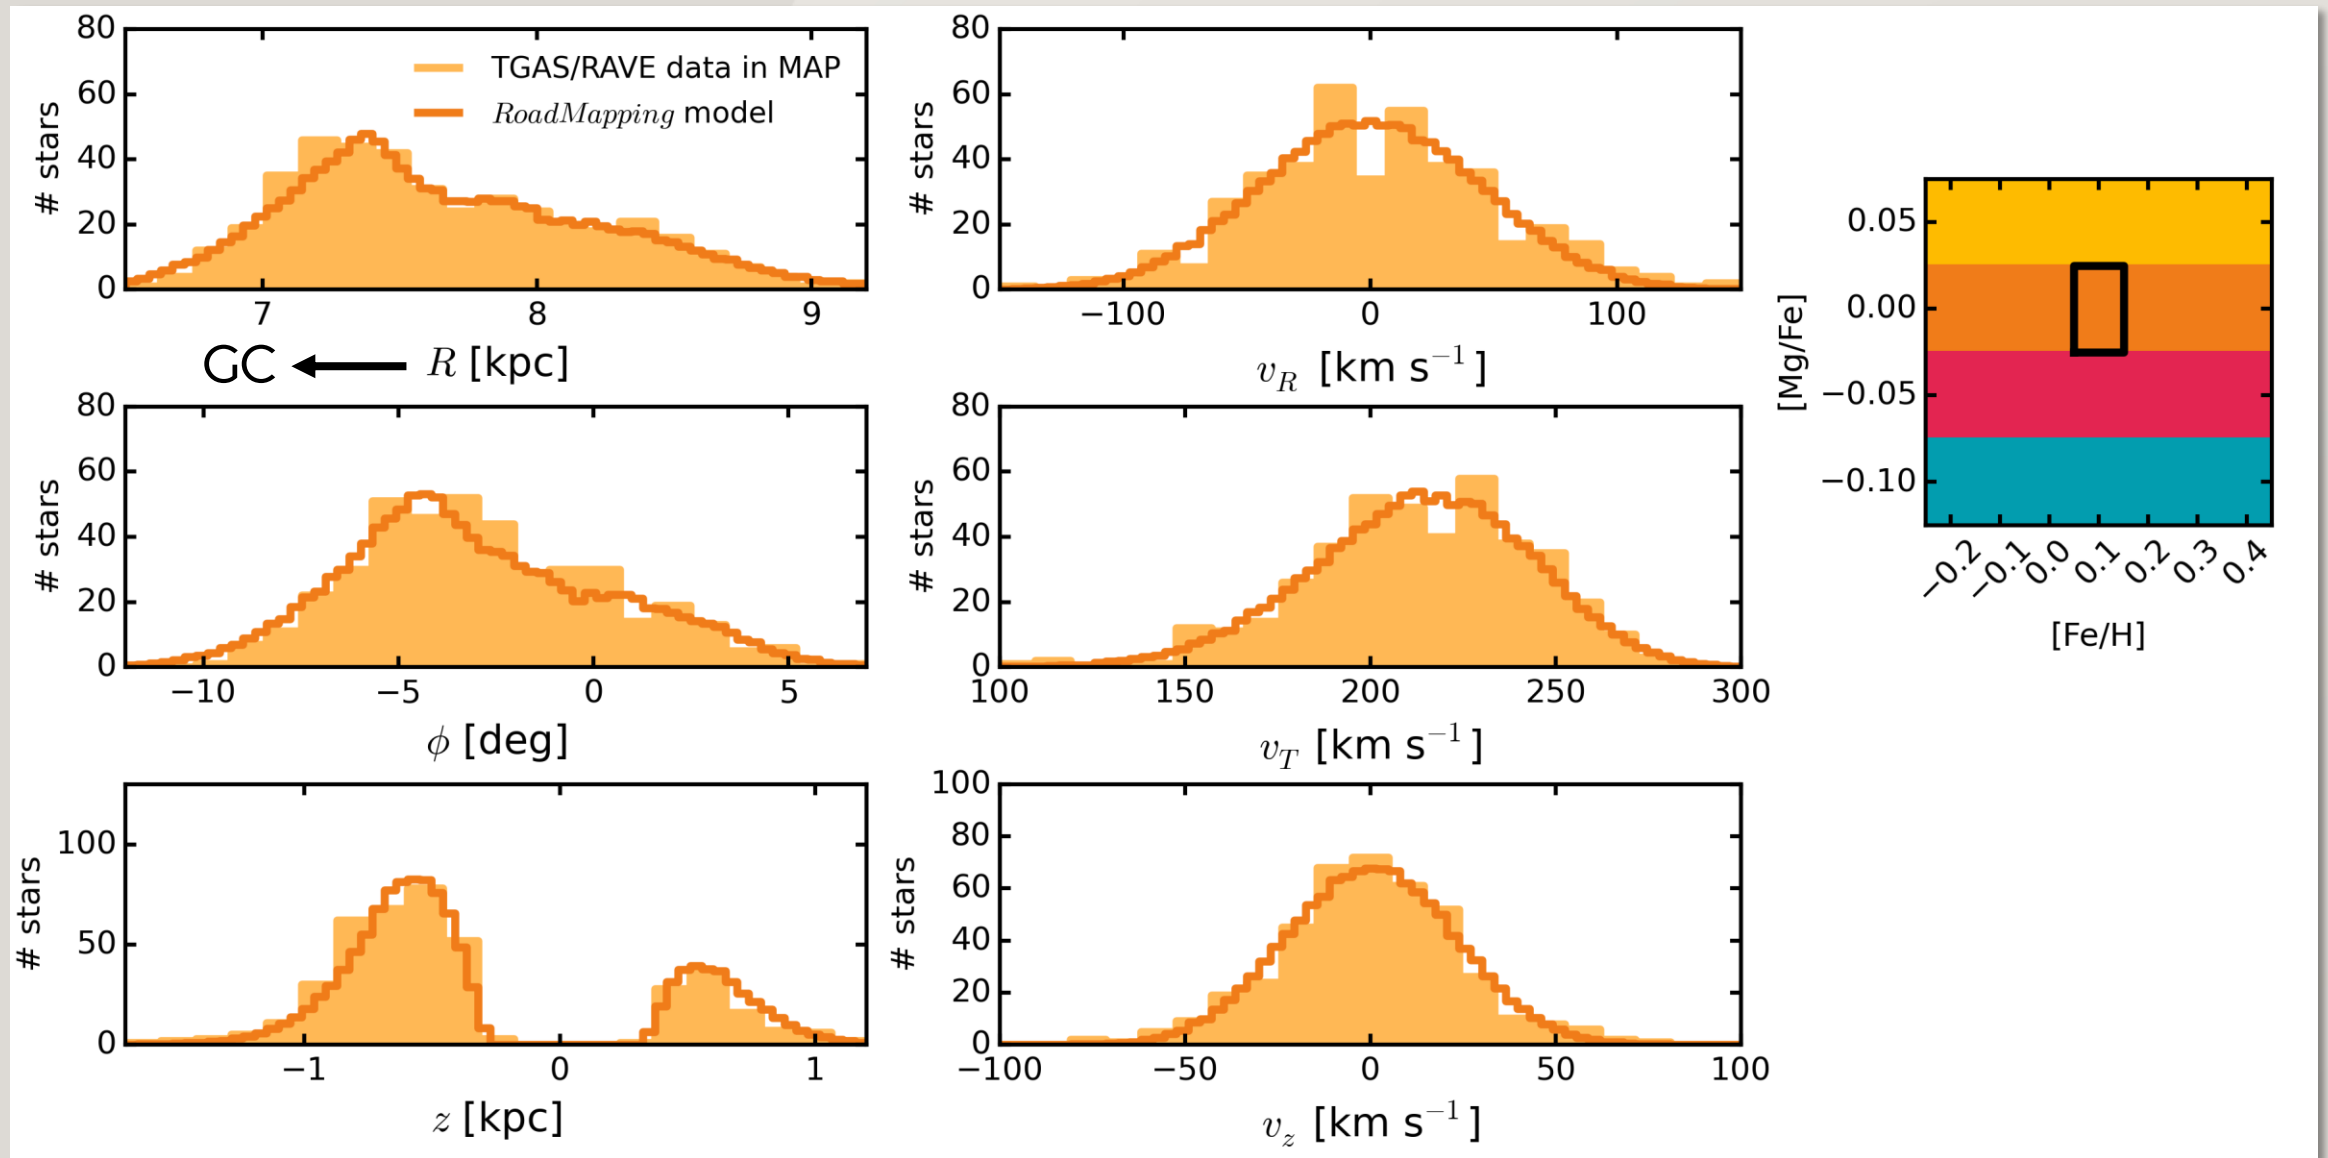 80
60
40
20
0
# stars
TGAS/RAVE data in MAP
RoadMapping model
7 8 9
GC R [kpc]
80
60
40
20
0
# stars
−100 0 100
v_R [km s⁻¹]
80
60
40
20
0
# stars
−10 −5 0 5
ϕ [deg]
80
60
40
20
0
# stars
100 150 200 250 300
v_T [km s⁻¹]
100
50
0
# stars
−1 0 1
z [kpc]
100
80
60
40
20
0
# stars
−100 −50 0 50 100
v_z [km s⁻¹]
0.05
0.00
−0.05
−0.10
[Mg/Fe]
−0.2 −0.1 0.0 0.1 0.2 0.3 0.4
[Fe/H]